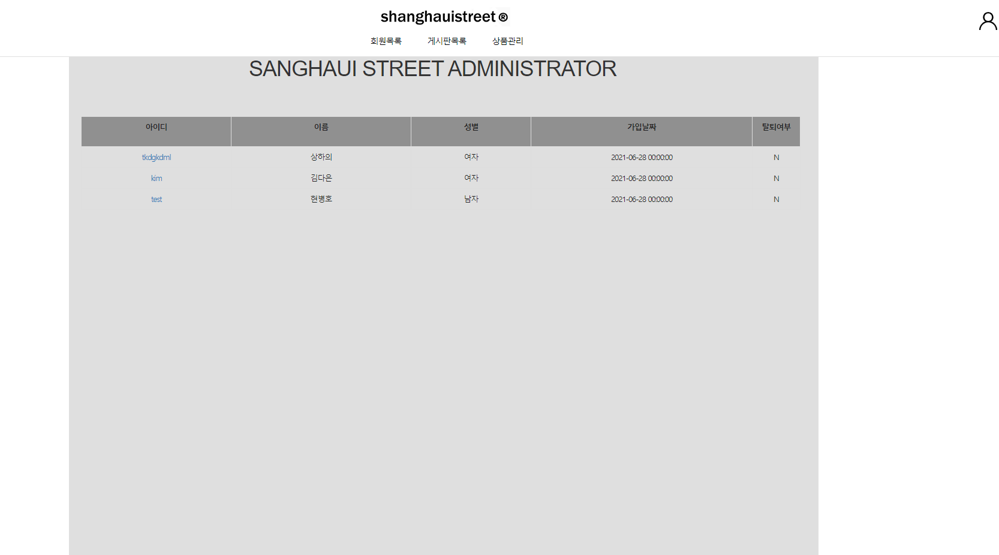 shanghauistreet ®
회원목록 게시판목록 상품관리
SANGHAUI STREET ADMINISTRATOR
아이디 이름 성별 가입날짜 탈퇴여부
tkdgkdml 상하의 여자 2021-06-28 00:00:00 N
kim 김다은 여자 2021-06-28 00:00:00 N
test 현병호 남자 2021-06-28 00:00:00 N